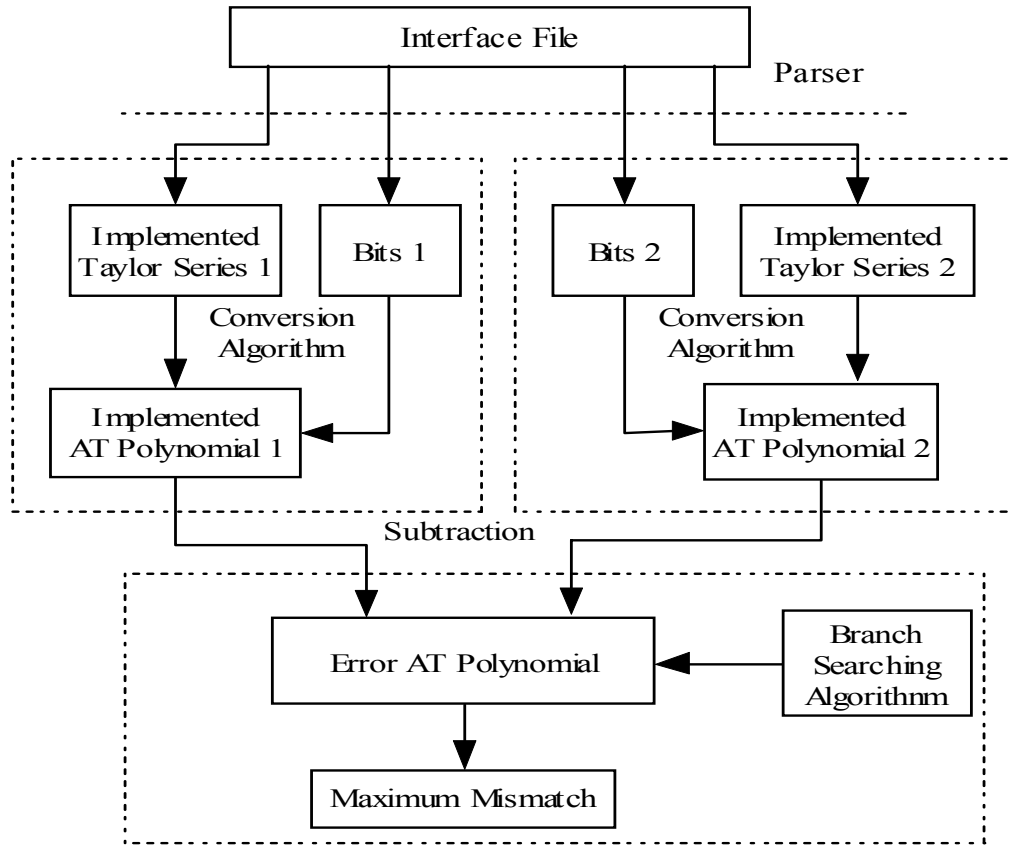 Interface File
Parser
Implemented
Taylor Series 1
Bits 1
Bits 2
Implemented
Taylor Series 2
Conversion
Algorithm
Conversion
Algorithm
Implemented
AT Polynomial 1
Implemented
AT Polynomial 2
Subtraction
Error AT Polynomial
Branch
Searching
Algorithnm
Maximum Mismatch